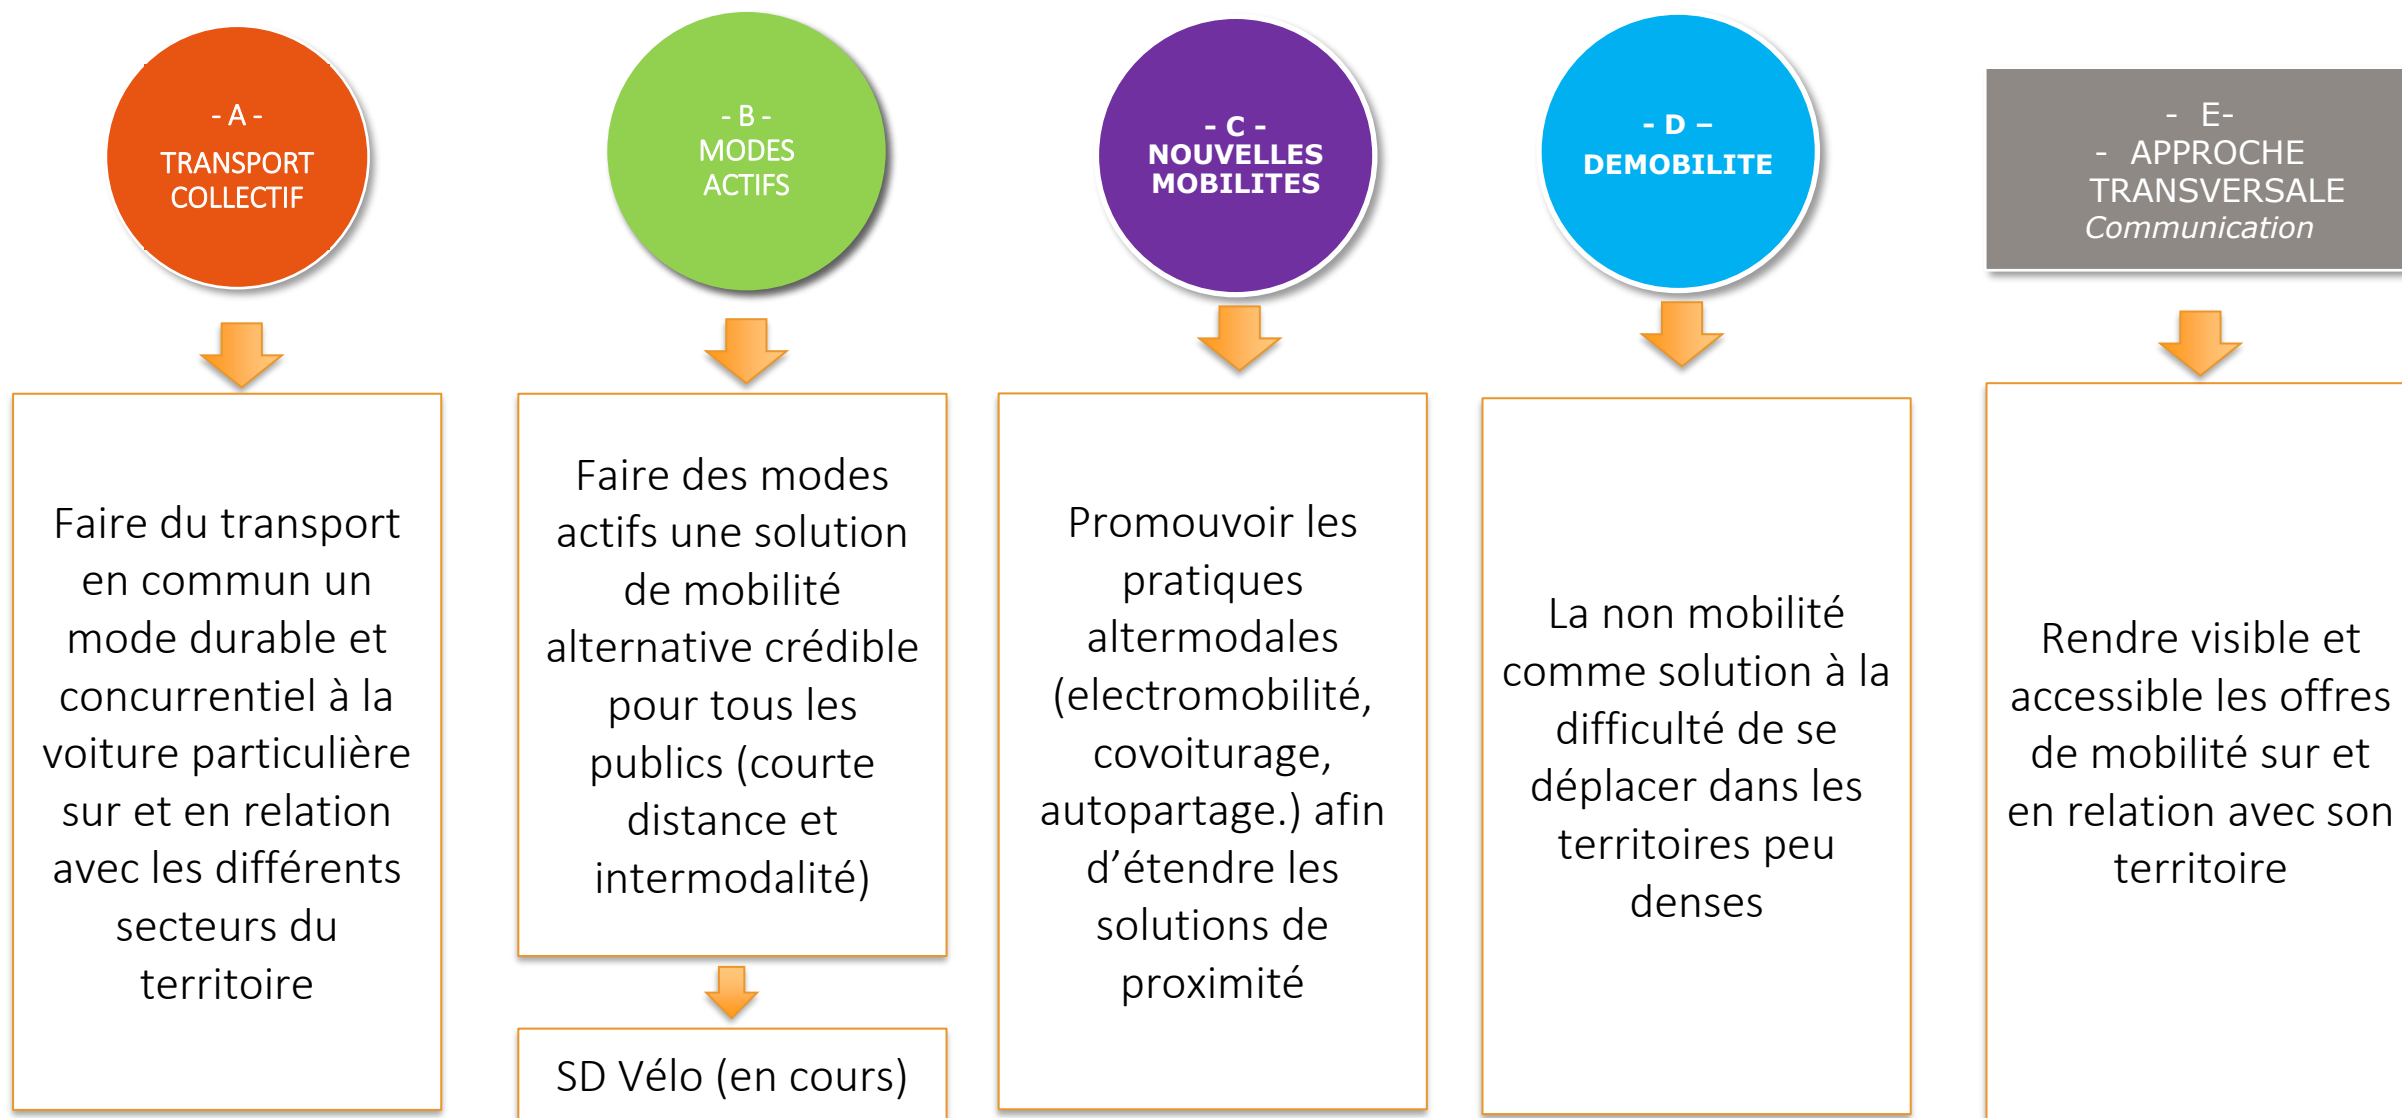 - A -
TRANSPORT
COLLECTIF
- B -
MODES
ACTIFS
- C -
NOUVELLES
MOBILITES
- D –
DEMOBILITE
- E-
- APPROCHE
TRANSVERSALE
Communication
Faire du transport
en commun un
mode durable et
concurrentiel à la
voiture particulière
sur et en relation
avec les différents
secteurs du
territoire
Faire des modes
actifs une solution
de mobilité
alternative crédible
pour tous les
publics (courte
distance et
intermodalité)
SD Vélo (en cours)
Promouvoir les
pratiques
altermodales
(electromobilité,
covoiturage,
autopartage.) afin
d’étendre les
solutions de
proximité
La non mobilité
comme solution à la
difficulté de se
déplacer dans les
territoires peu
denses
Rendre visible et
accessible les offres
de mobilité sur et
en relation avec son
territoire